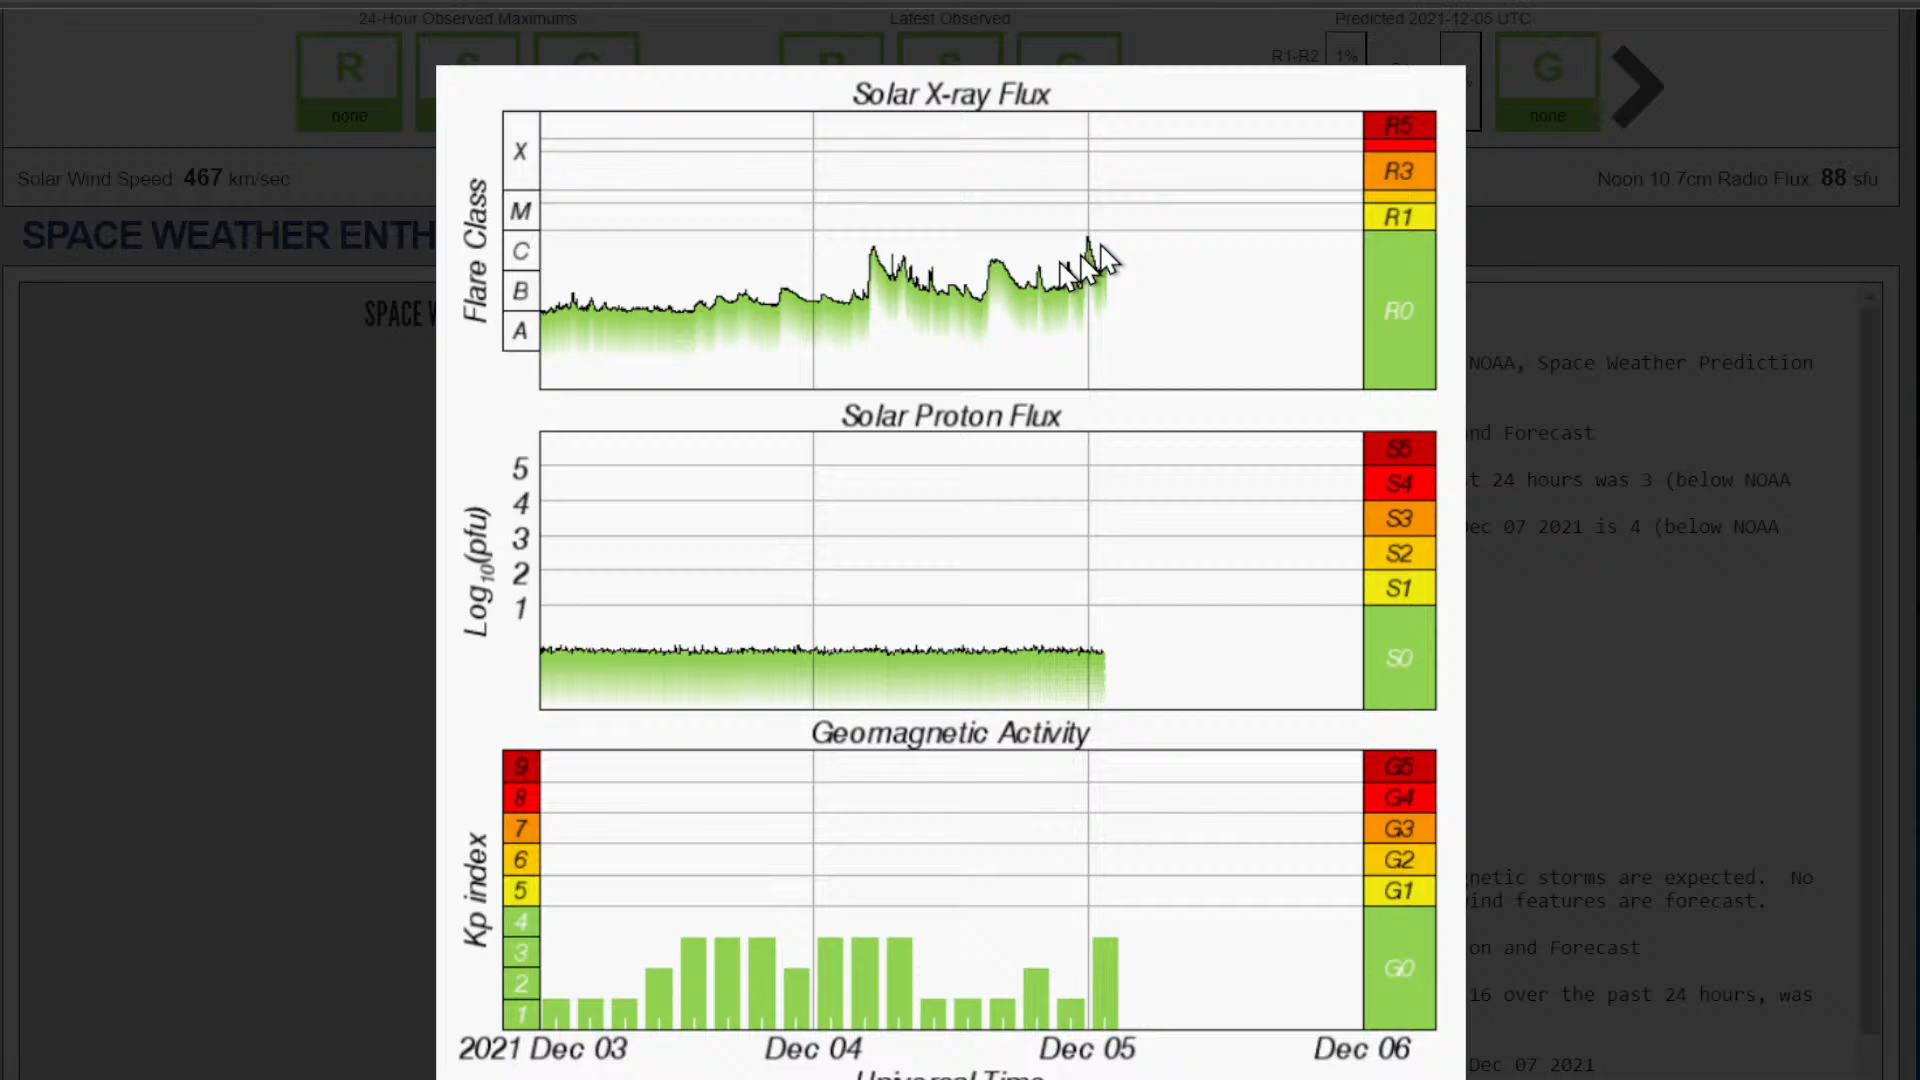 24-Hour Observed Maximums
Latest Observed
Predicted 2021-12-05 UTC
R
none
R1-R2
1%
G
none
Solar Wind Speed: 467 km/sec
Noon 10.7cm Radio Flux: 88 sfu
SPACE WEATHER ENTH
SPACE W
NOAA, Space Weather Prediction
nd Forecast
t 24 hours was 3 (below NOAA
ec 07 2021 is 4 (below NOAA
netic storms are expected. No
ind features are forecast.
on and Forecast
16 over the past 24 hours, was
Dec 07 2021
Solar X-ray Flux
Flare Class
X
M
C
B
A
R5
R3
R1
R0
Solar Proton Flux
Log10(pfu)
5
4
3
2
1
S5
S4
S3
S2
S1
S0
Geomagnetic Activity
Kp index
9
8
7
6
5
4
3
2
1
G5
G4
G3
G2
G1
G0
2021 Dec 03
Dec 04
Dec 05
Dec 06
Universal Time